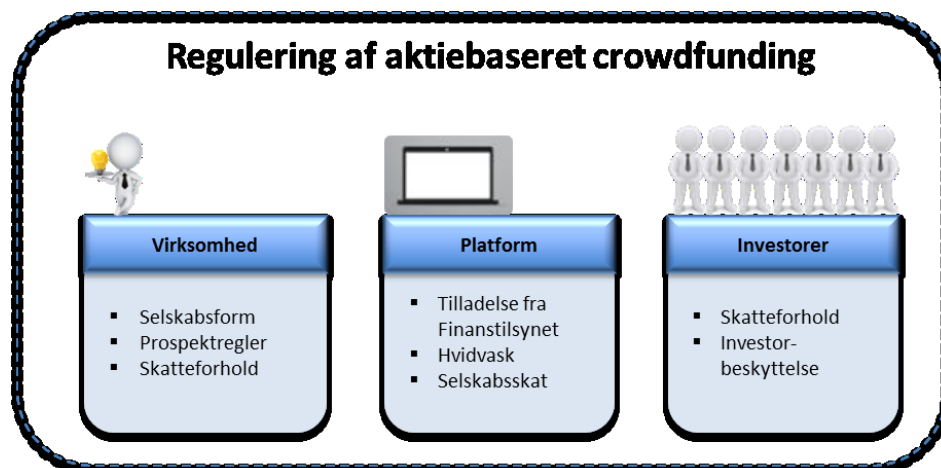 Regulering af aktiebaseret crowdfunding
Virksomhed
▪ Selskabsform
▪ Prospektregler
▪ Skatteforhold
Platform
▪ Tilladelse fra
Finanstilsynet
▪ Hvidvask
▪ Selskabsskat
Investorer
▪ Skatteforhold
▪ Investor-
beskyttelse